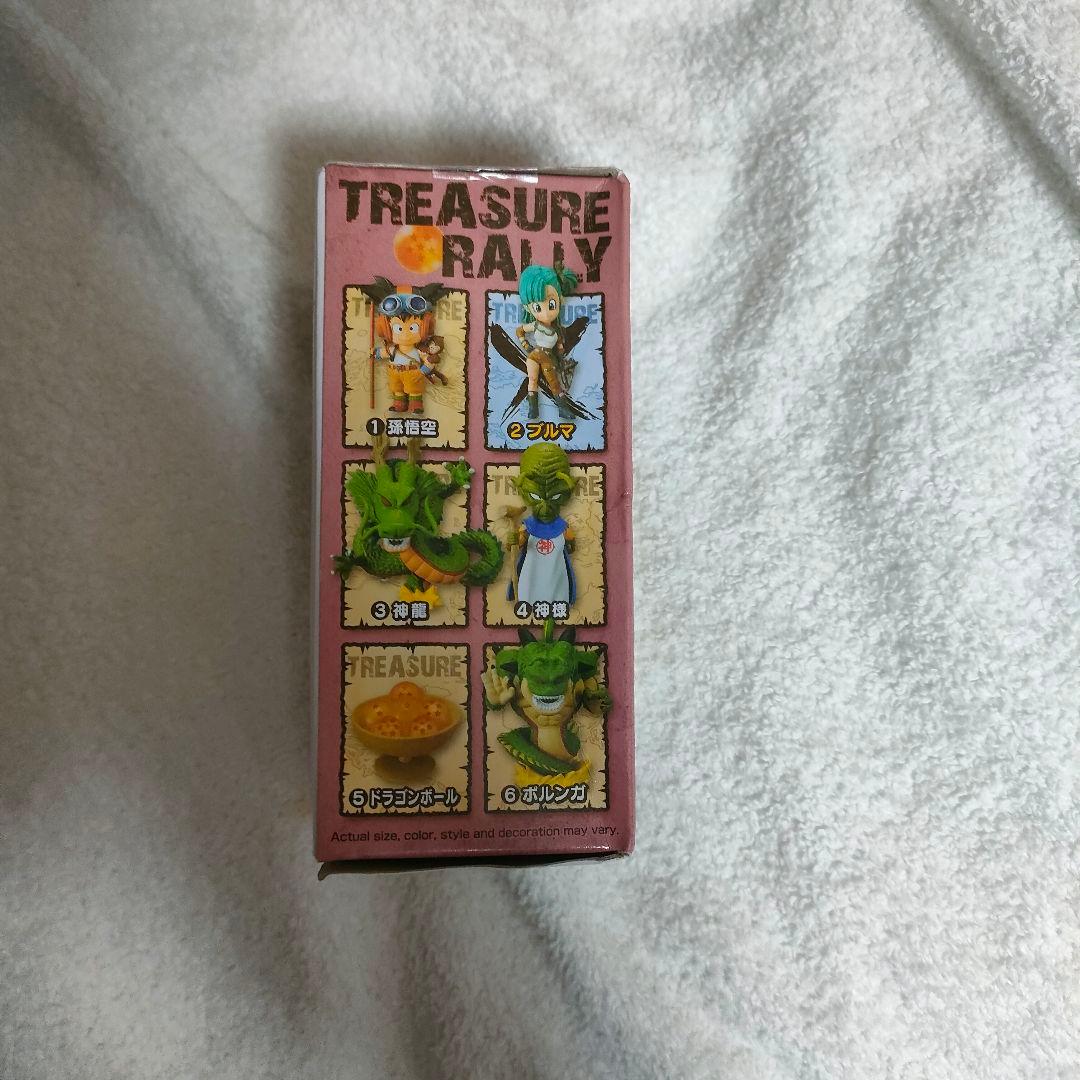 TREASURE
RALLY
TREASURE
TREASURE
1 孫悟空
2 ブルマ
TREASURE
3 神龍
神
4 神様
TREASURE
5 ドラゴンボール
6 ポルンガ
Actual size, color, style and decoration may vary.